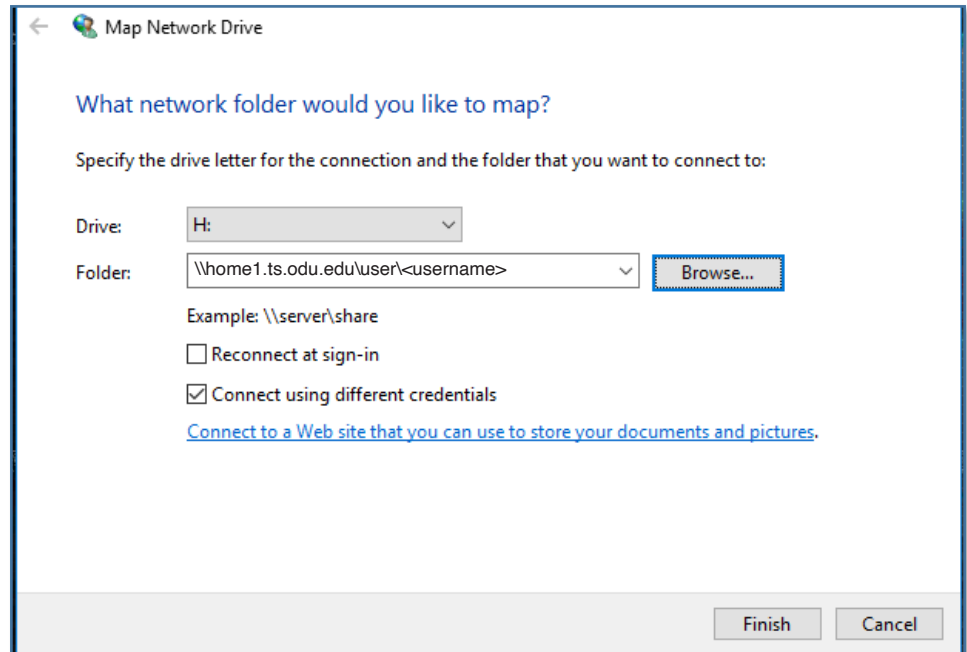 Map Network Drive
What network folder would you like to map?
Specify the drive letter for the connection and the folder that you want to connect to:
Drive: H:
Folder: \\home1.ts.odu.edu\user\<username> Browse...
Example: \\server\share
Reconnect at sign-in
Connect using different credentials
Connect to a Web site that you can use to store your documents and pictures.
Finish Cancel